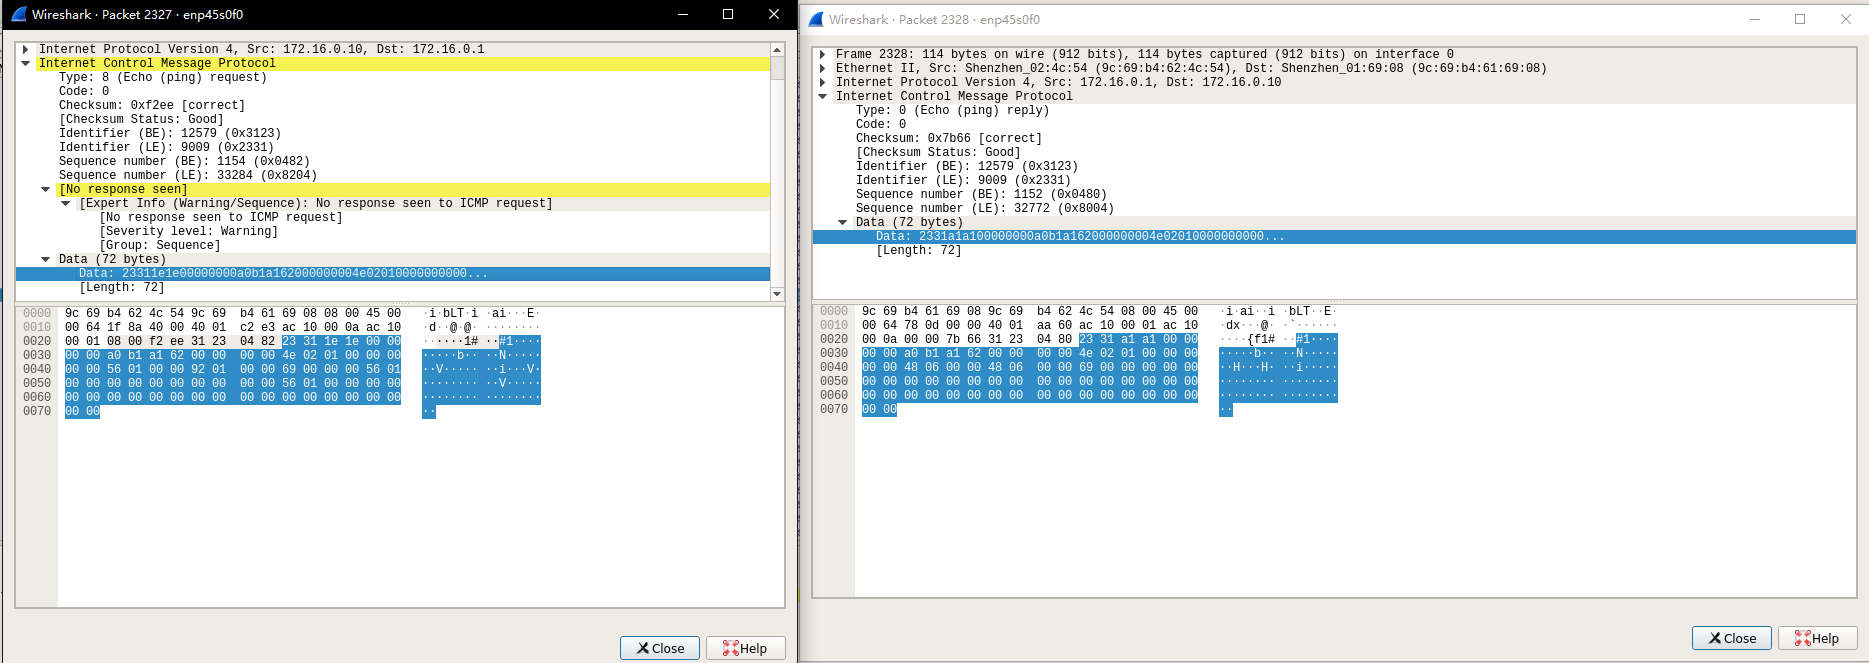 Wireshark · Packet 2327 · enp45s0f0
Internet Protocol Version 4, Src: 172.16.0.10, Dst: 172.16.0.1
Internet Control Message Protocol
Type: 8 (Echo (ping) request)
Code: 0
Checksum: 0xf2ee [correct]
[Checksum Status: Good]
Identifier (BE): 12579 (0x3123)
Identifier (LE): 9009 (0x2331)
Sequence number (BE): 1154 (0x0482)
Sequence number (LE): 33284 (0x8204)
[No response seen]
[Expert Info (Warning/Sequence): No response seen to ICMP request]
[No response seen to ICMP request]
[Severity level: Warning]
[Group: Sequence]
Data (72 bytes)
Data: 23311e1e00000000a0b1a162000000004e02010000000000...
[Length: 72]
0000 9c 69 b4 62 4c 54 9c 69 b4 61 69 08 08 00 45 00 ·i·bLT·i ·ai···E·
0010 00 64 1f 8a 40 00 40 01 c2 e3 ac 10 00 0a ac 10 ·d··@·@· ········
0020 00 01 08 00 f2 ee 31 23 04 82 23 31 1e 1e 00 00 ······1# ··#1····
0030 00 00 a0 b1 a1 62 00 00 00 00 4e 02 01 00 00 00 ·····b·· ··N·····
0040 00 00 56 01 00 00 92 01 00 00 69 00 00 00 56 01 ··V····· ··i···V·
0050 00 00 00 00 00 00 00 00 00 00 56 01 00 00 00 00 ········ ··V·····
0060 00 00 00 00 00 00 00 00 00 00 00 00 00 00 00 00 ········ ········
0070 00 00 ··
Close
Help
Wireshark · Packet 2328 · enp45s0f0
Frame 2328: 114 bytes on wire (912 bits), 114 bytes captured (912 bits) on interface 0
Ethernet II, Src: Shenzhen_02:4c:54 (9c:69:b4:62:4c:54), Dst: Shenzhen_01:69:08 (9c:69:b4:61:69:08)
Internet Protocol Version 4, Src: 172.16.0.1, Dst: 172.16.0.10
Internet Control Message Protocol
Type: 0 (Echo (ping) reply)
Code: 0
Checksum: 0x7b66 [correct]
[Checksum Status: Good]
Identifier (BE): 12579 (0x3123)
Identifier (LE): 9009 (0x2331)
Sequence number (BE): 1152 (0x0480)
Sequence number (LE): 32772 (0x8004)
Data (72 bytes)
Data: 2331a1a100000000a0b1a162000000004e02010000000000...
[Length: 72]
0000 9c 69 b4 61 69 08 9c 69 b4 62 4c 54 08 00 45 00 ·i·ai··i ·bLT··E·
0010 00 64 78 0d 00 00 40 01 aa 60 ac 10 00 01 ac 10 ·dx···@· ·`······
0020 00 0a 00 00 7b 66 31 23 04 80 23 31 a1 a1 00 00 ····{f1# ··#1····
0030 00 00 a0 b1 a1 62 00 00 00 00 4e 02 01 00 00 00 ·····b·· ··N·····
0040 00 00 48 06 00 00 48 06 00 00 69 00 00 00 00 00 ··H···H· ··i·····
0050 00 00 00 00 00 00 00 00 00 00 00 00 00 00 00 00 ········ ········
0060 00 00 00 00 00 00 00 00 00 00 00 00 00 00 00 00 ········ ········
0070 00 00 ··
Close
Help